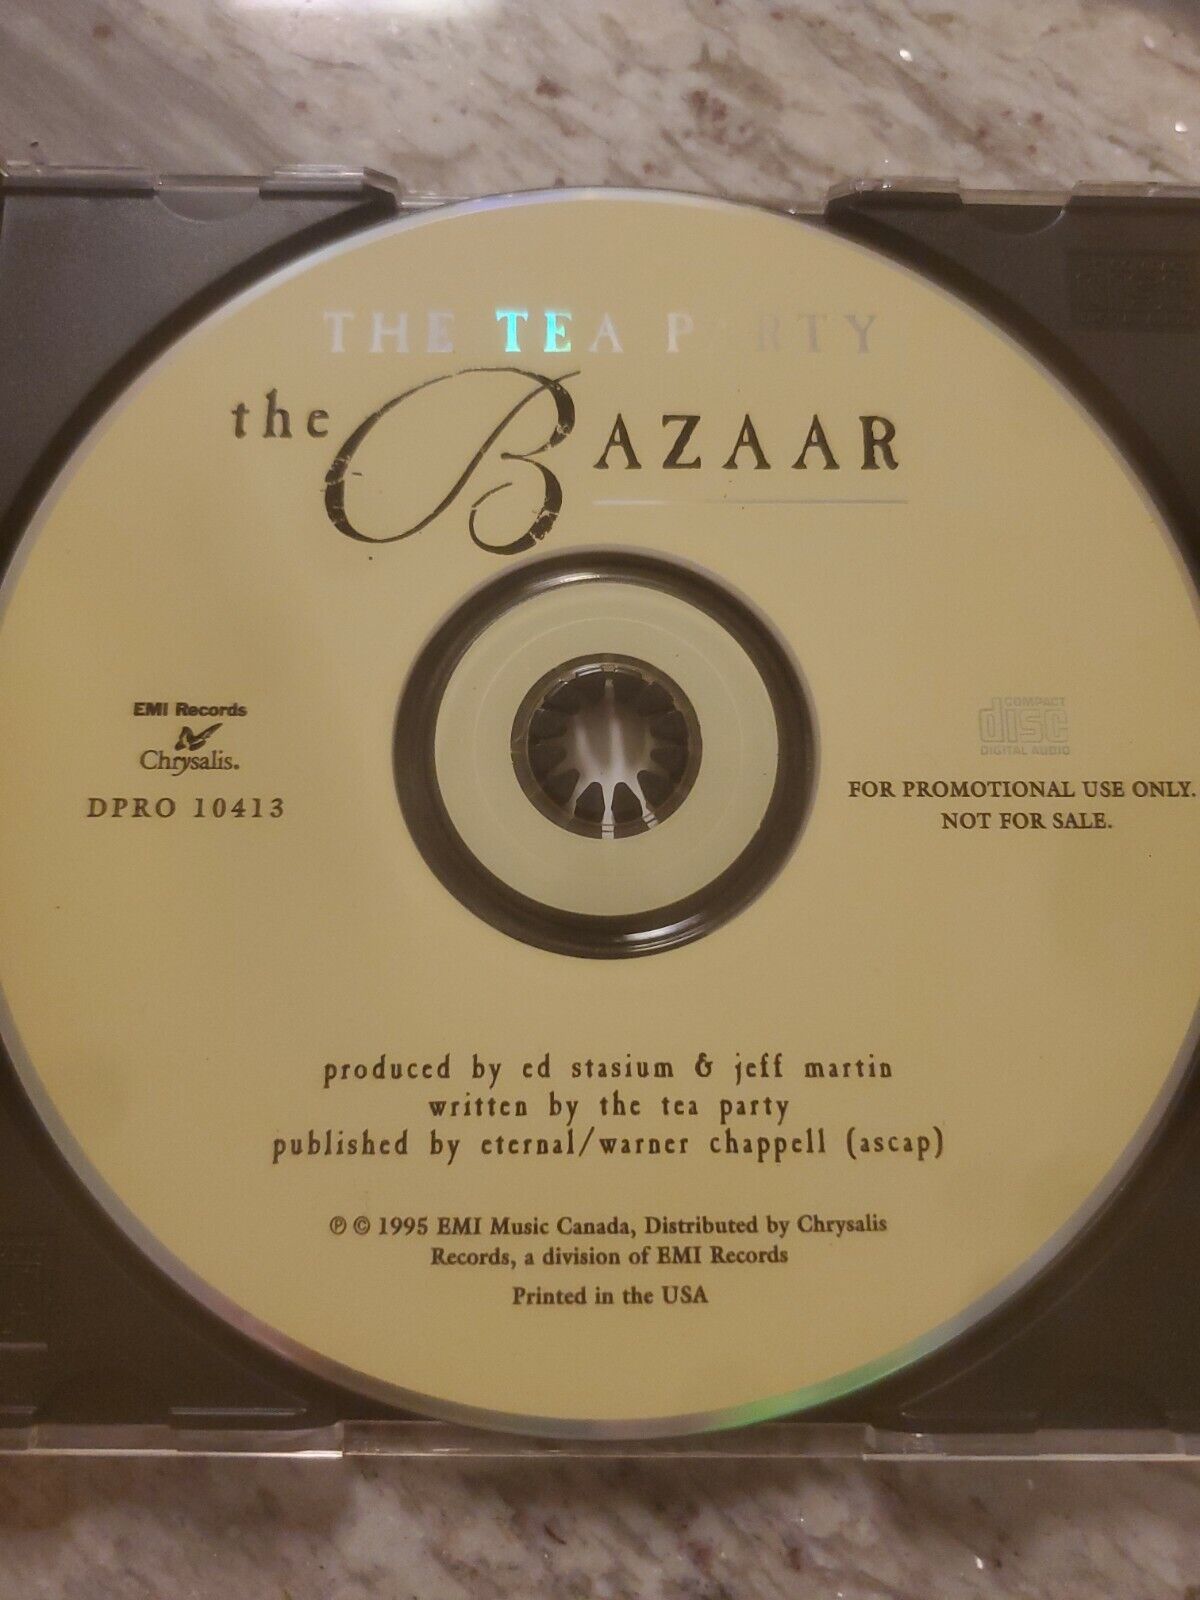 THE TEA PARTY
the BAZAAR
EMI Records
Chrysalis.
DPRO 10413
COMPACT
disc
DIGITAL AUDIO
FOR PROMOTIONAL USE ONLY.
NOT FOR SALE.
produced by ed stasium & jeff martin
written by the tea party
published by eternal/warner chappell (ascap)
℗ © 1995 EMI Music Canada, Distributed by Chrysalis
Records, a division of EMI Records
Printed in the USA